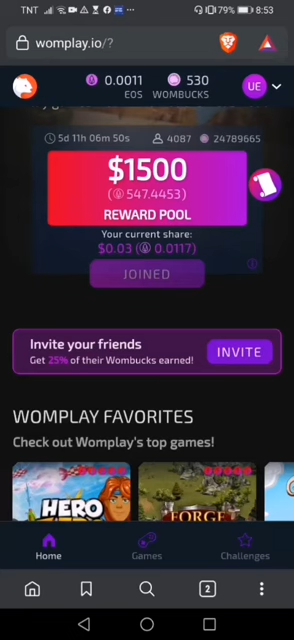 TNT 79% 8:53
womplay.io/?
0.0011 EOS 530 WOMBUCKS UE
5d 11h 06m 50s 4087 24789665
$1500
( 547.4453)
REWARD POOL
Your current share:
$0.03 ( 0.0117)
JOINED
Invite your friends
Get 25% of their Wombucks earned!
INVITE
WOMPLAY FAVORITES
Check out Womplay's top games!
HERO
FORGE
Home Games Challenges
2